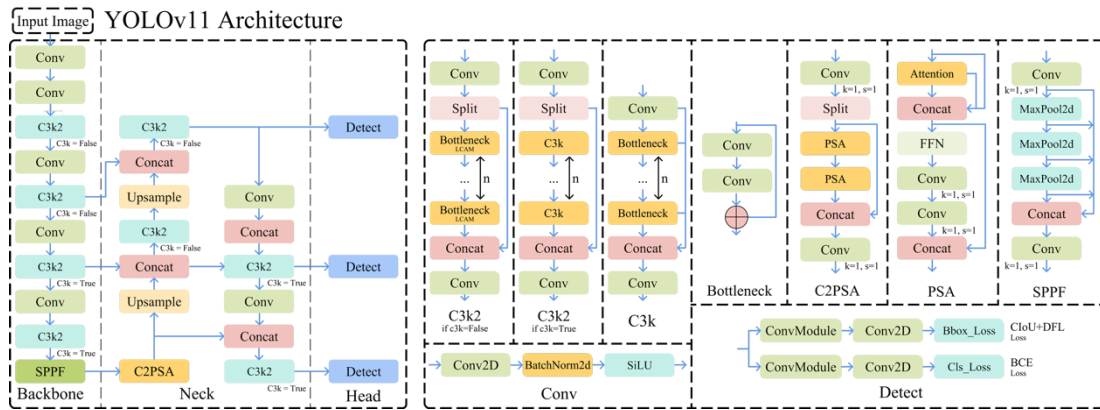 Input Image
YOLOv11 Architecture
Conv
Conv
C3k2
C3k = False
Conv
C3k2
C3k = False
Conv
C3k2
C3k = True
Conv
C3k2
C3k = True
SPPF
Backbone
C3k2
Concat
Upsample
C3k2
C3k = False
Concat
Upsample
C2PSA
Conv
Concat
C3k2
C3k = True
Conv
Concat
C3k2
C3k = True
Neck
Detect
Detect
Detect
Head
Conv
Split
Bottleneck
LCAM
...
n
Bottleneck
LCAM
Concat
Conv
C3k2
if c3k=False
Conv
Split
C3k
...
n
C3k
Concat
Conv
C3k2
if c3k=True
Conv
Bottleneck
...
n
Bottleneck
Concat
Conv
C3k
Conv
Conv
Bottleneck
Conv
k=1, s=1
Split
PSA
PSA
Concat
Conv
k=1, s=1
C2PSA
Attention
Concat
FFN
Conv
k=1, s=1
Conv
k=1, s=1
Concat
PSA
Conv
k=1, s=1
MaxPool2d
MaxPool2d
MaxPool2d
Concat
Conv
k=1, s=1
SPPF
Conv2D
BatchNorm2d
SiLU
Conv
ConvModule
Conv2D
Bbox_Loss
CIoU+DFL
Loss
ConvModule
Conv2D
Cls_Loss
BCE
Loss
Detect